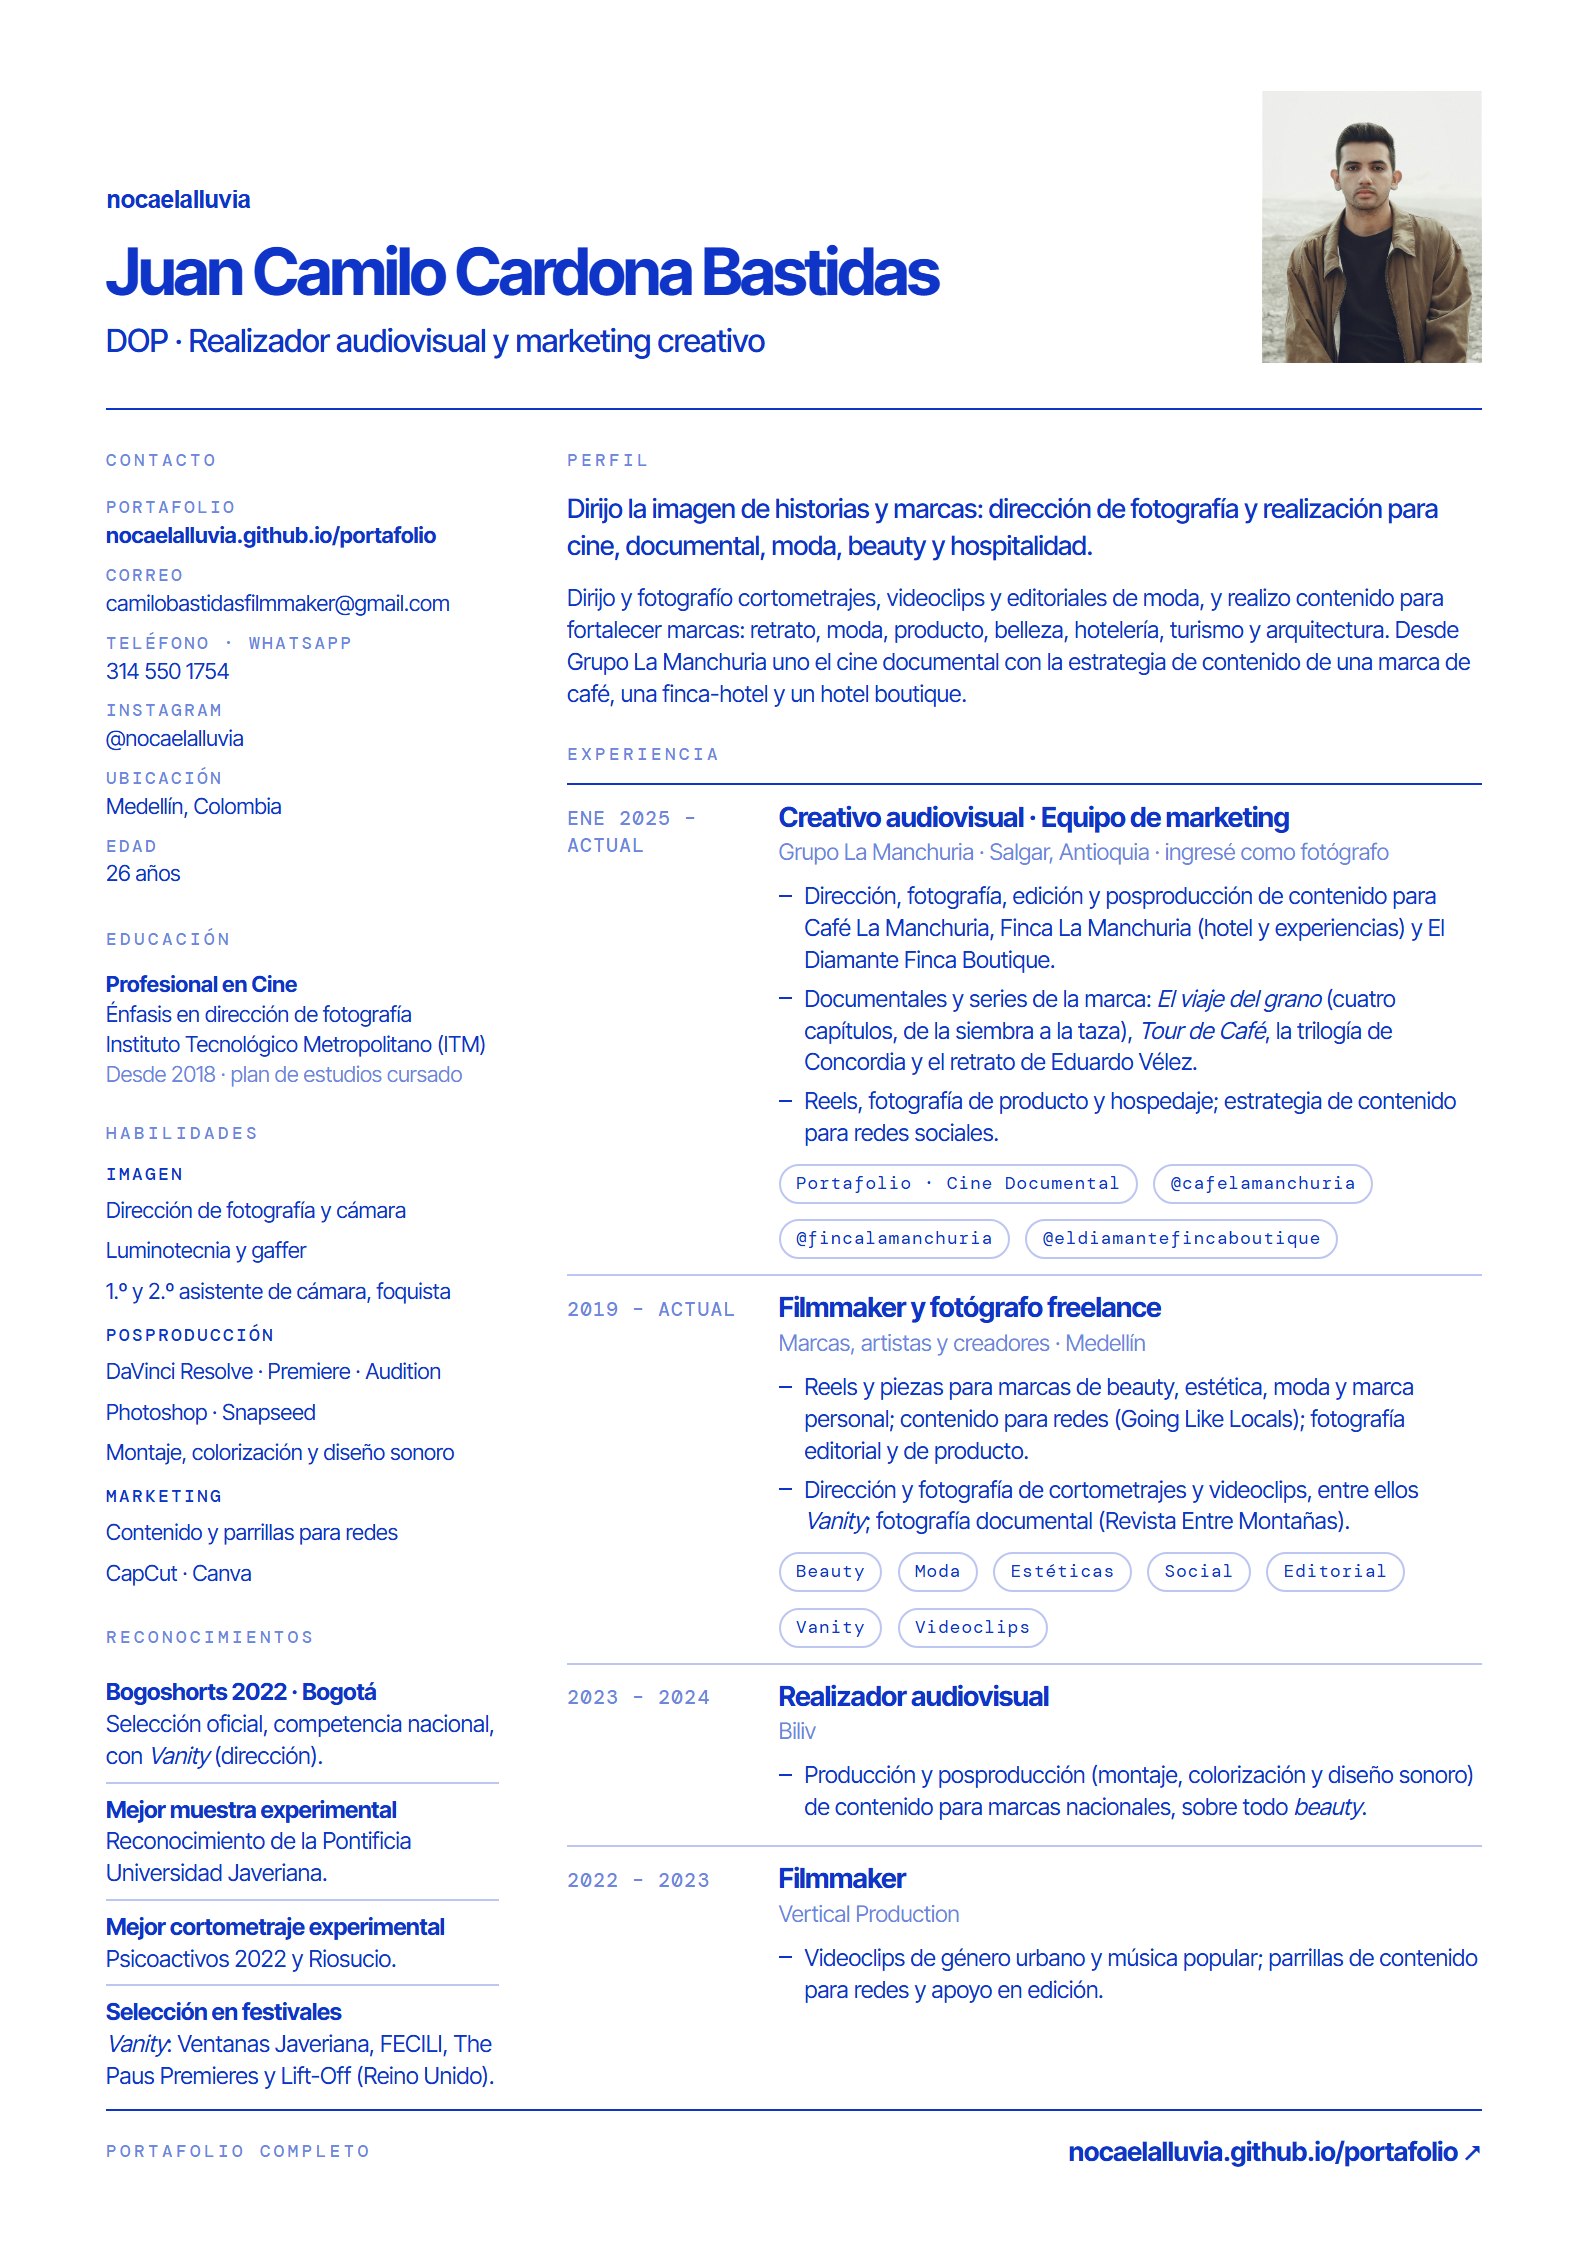 nocaelalluvia
Juan Camilo Cardona Bastidas
DOP · Realizador audiovisual y marketing creativo
CONTACTO
PORTAFOLIO
nocaelalluvia.github.io/portafolio
CORREO
camilobastidasfilmmaker@gmail.com
TELÉFONO · WHATSAPP
314 550 1754
INSTAGRAM
@nocaelalluvia
UBICACIÓN
Medellín, Colombia
EDAD
26 años
EDUCACIÓN
Profesional en Cine
Énfasis en dirección de fotografía
Instituto Tecnológico Metropolitano (ITM)
Desde 2018 · plan de estudios cursado
HABILIDADES
IMAGEN
Dirección de fotografía y cámara
Luminotecnia y gaffer
1.º y 2.º asistente de cámara, foquista
POSPRODUCCIÓN
DaVinci Resolve · Premiere · Audition
Photoshop · Snapseed
Montaje, colorización y diseño sonoro
MARKETING
Contenido y parrillas para redes
CapCut · Canva
RECONOCIMIENTOS
Bogoshorts 2022 · Bogotá
Selección oficial, competencia nacional,
con Vanity (dirección).
Mejor muestra experimental
Reconocimiento de la Pontificia
Universidad Javeriana.
Mejor cortometraje experimental
Psicoactivos 2022 y Riosucio.
Selección en festivales
Vanity: Ventanas Javeriana, FECILI, The
Paus Premieres y Lift-Off (Reino Unido).
PERFIL
Dirijo la imagen de historias y marcas: dirección de fotografía y realización para
cine, documental, moda, beauty y hospitalidad.
Dirijo y fotografío cortometrajes, videoclips y editoriales de moda, y realizo contenido para
fortalecer marcas: retrato, moda, producto, belleza, hotelería, turismo y arquitectura. Desde
Grupo La Manchuria uno el cine documental con la estrategia de contenido de una marca de
café, una finca-hotel y un hotel boutique.
EXPERIENCIA
ENE 2025 –
ACTUAL
Creativo audiovisual · Equipo de marketing
Grupo La Manchuria · Salgar, Antioquia · ingresé como fotógrafo
– Dirección, fotografía, edición y posproducción de contenido para
Café La Manchuria, Finca La Manchuria (hotel y experiencias) y El
Diamante Finca Boutique.
– Documentales y series de la marca: El viaje del grano (cuatro
capítulos, de la siembra a la taza), Tour de Café, la trilogía de
Concordia y el retrato de Eduardo Vélez.
– Reels, fotografía de producto y hospedaje; estrategia de contenido
para redes sociales.
Portafolio · Cine Documental @cafelamanchuria
@fincalamanchuria @eldiamantefincaboutique
2019 – ACTUAL
Filmmaker y fotógrafo freelance
Marcas, artistas y creadores · Medellín
– Reels y piezas para marcas de beauty, estética, moda y marca
personal; contenido para redes (Going Like Locals); fotografía
editorial y de producto.
– Dirección y fotografía de cortometrajes y videoclips, entre ellos
Vanity; fotografía documental (Revista Entre Montañas).
Beauty Moda Estéticas Social Editorial
Vanity Videoclips
2023 – 2024
Realizador audiovisual
Biliv
– Producción y posproducción (montaje, colorización y diseño sonoro)
de contenido para marcas nacionales, sobre todo beauty.
2022 – 2023
Filmmaker
Vertical Production
– Videoclips de género urbano y música popular; parrillas de contenido
para redes y apoyo en edición.
PORTAFOLIO COMPLETO
nocaelalluvia.github.io/portafolio ↗